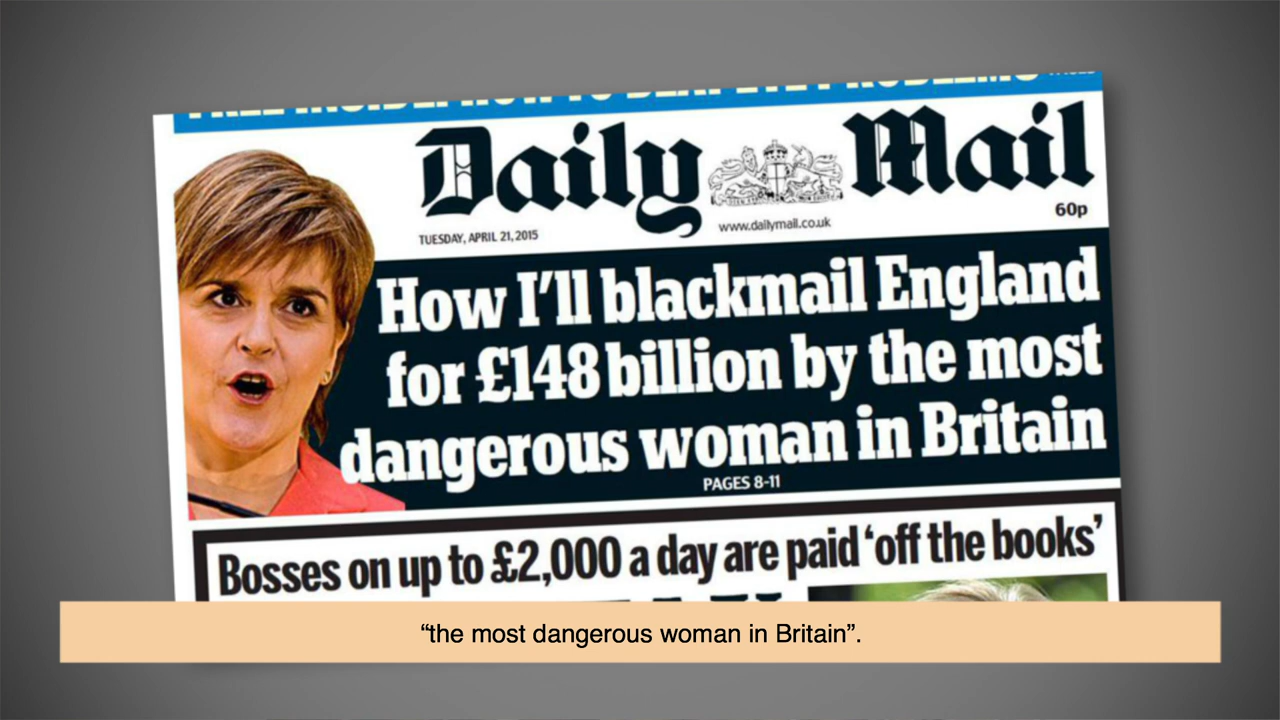 Daily Mail
TUESDAY, APRIL 21, 2015
www.dailymail.co.uk
60p
How I'll blackmail England
for £148 billion by the most
dangerous woman in Britain
PAGES 8-11
Bosses on up to £2,000 a day are paid ‘off the books’
“the most dangerous woman in Britain”.